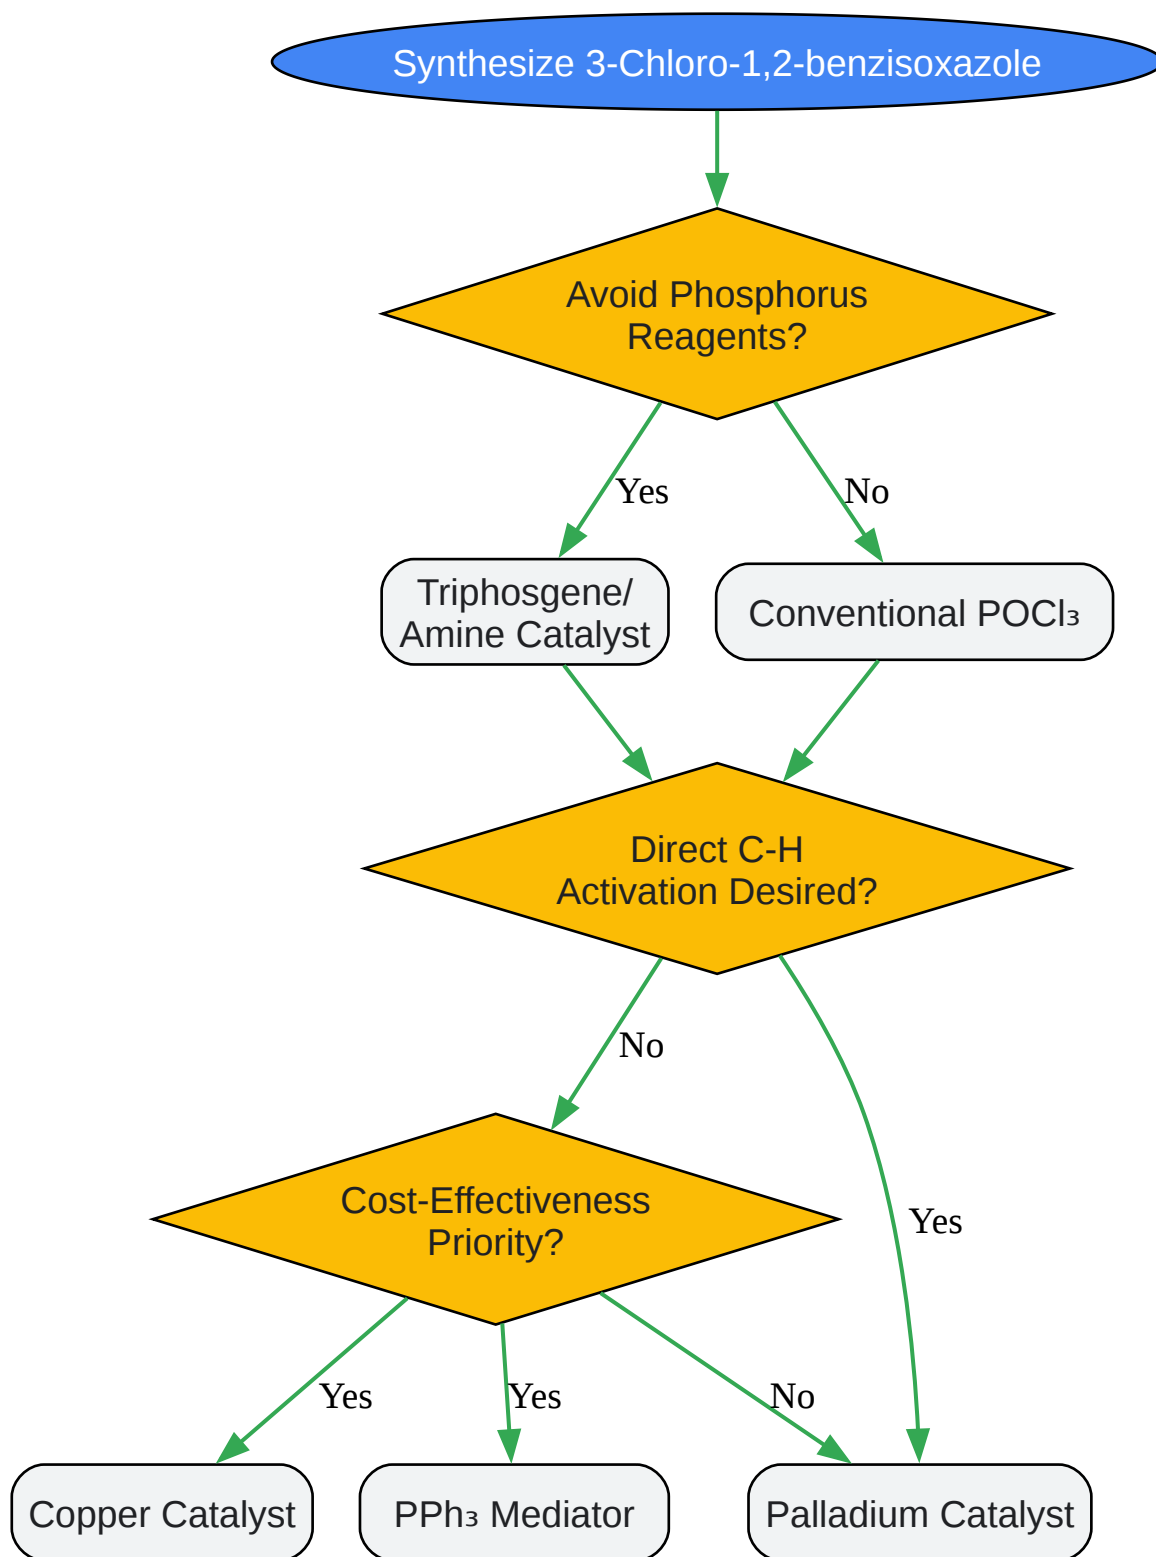 Synthesize 3-Chloro-1,2-benzisoxazole
Avoid Phosphorus
Reagents?
Yes
No
Triphosgene/
Amine Catalyst
Conventional POCl₃
Direct C-H
Activation Desired?
No
Yes
Cost-Effectiveness
Priority?
Yes
Yes
No
Copper Catalyst
PPh₃ Mediator
Palladium Catalyst